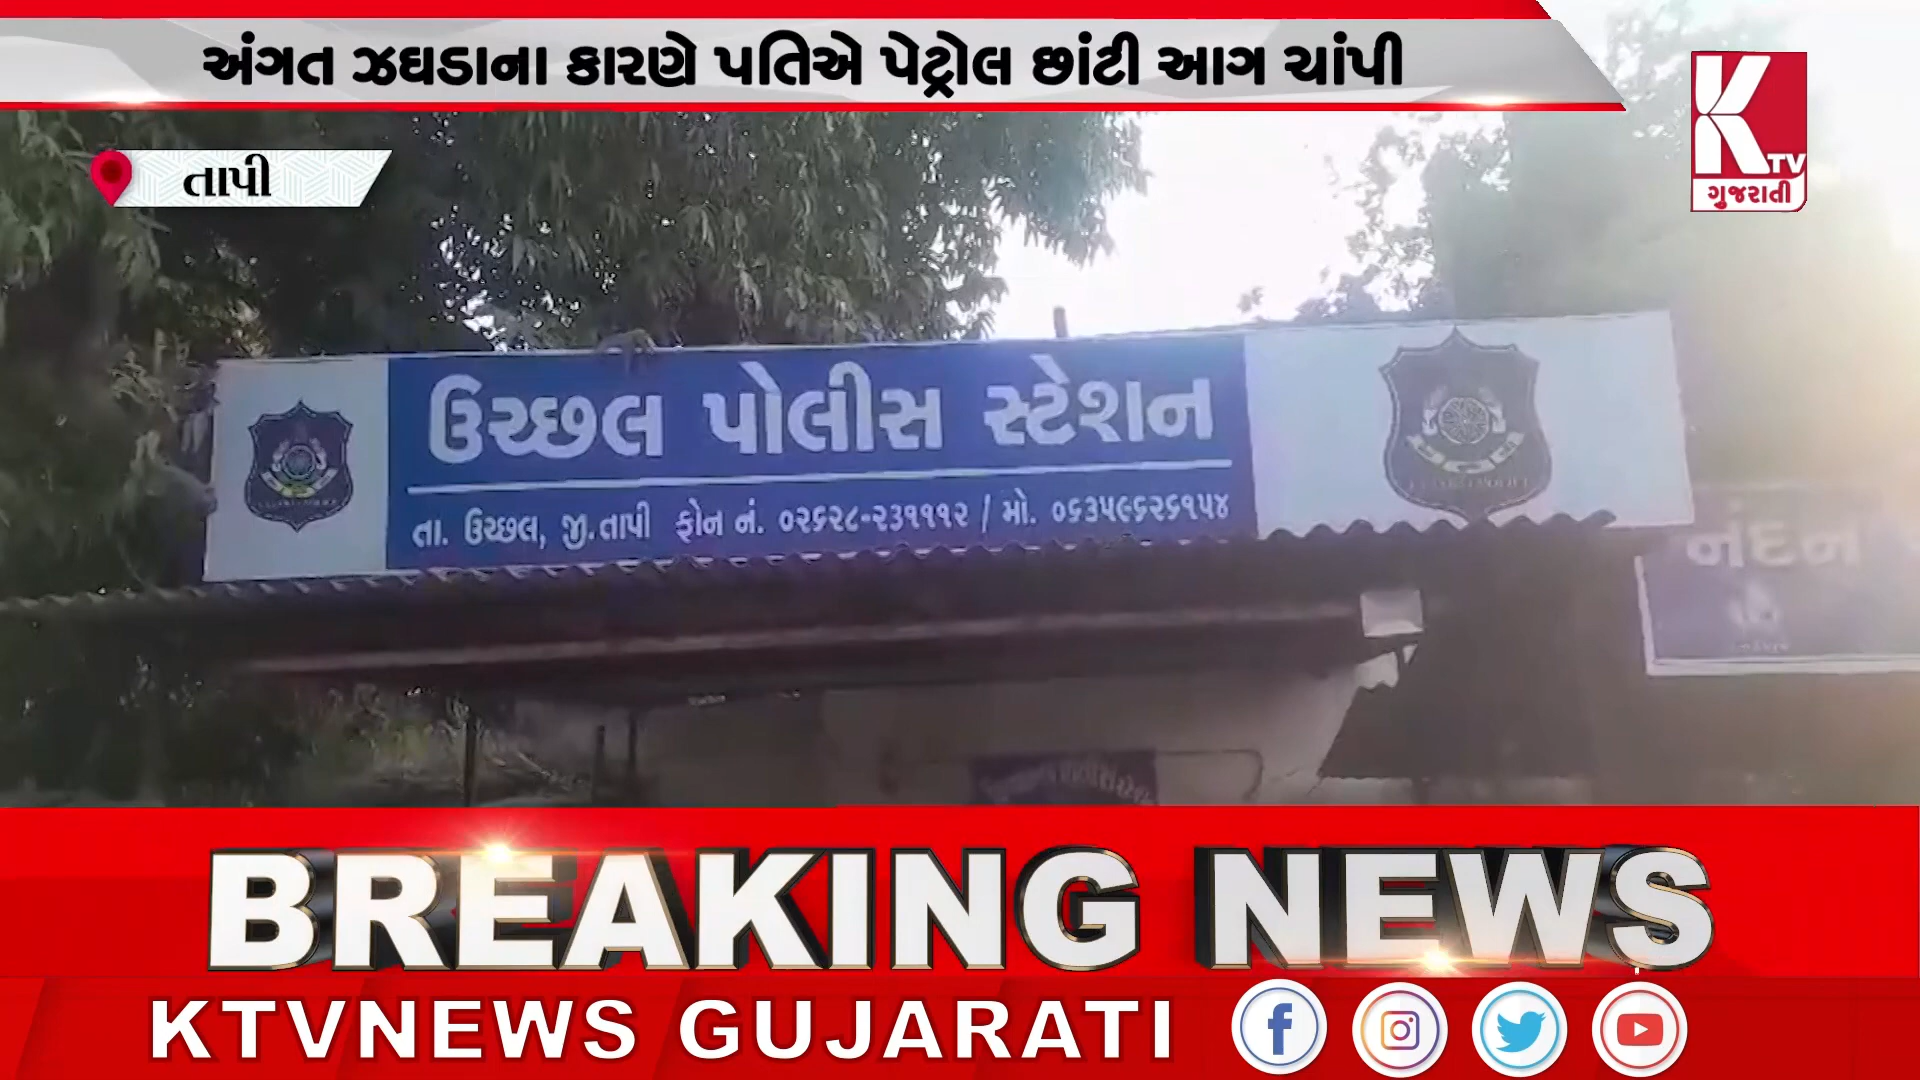 અંગત ઝઘડાના કારણે પતિએ પેટ્રોલ છાંટી આગ ચાંપી
K TV
ગુજરાતી
તાપી
ઉચ્છલ પોલીસ સ્ટેશન
તા. ઉચ્છલ, જી.તાપી ફોન નં. ૦૨૬૨૮-૨૩૧૧૧૨ / મો. ૦૬૩૫૯૬૨૬૧૫૪
નંદન
BREAKING NEWS
KTVNEWS GUJARATI